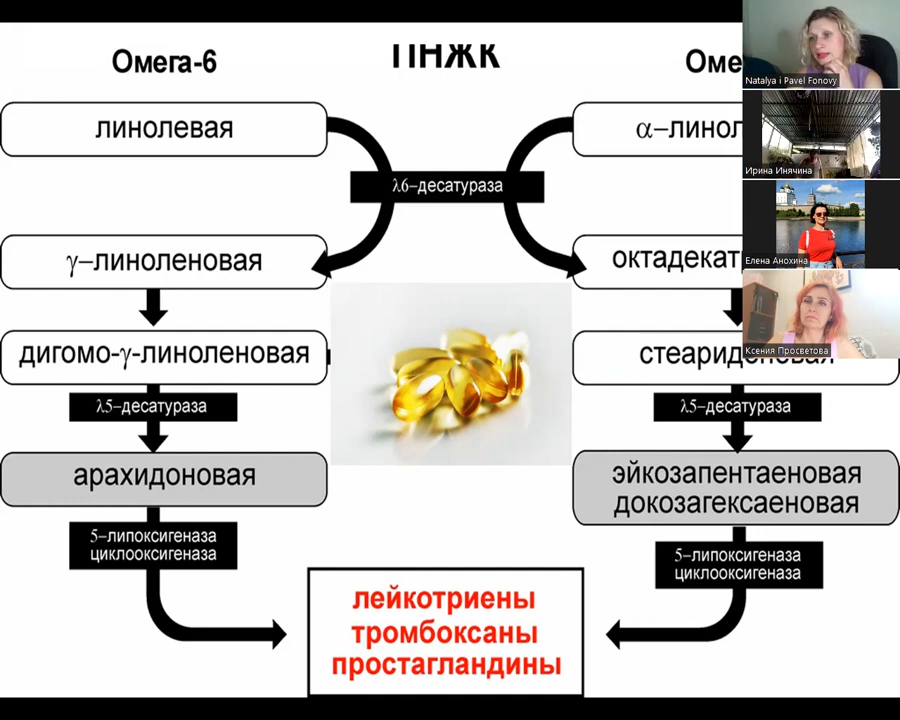 ПНЖК
Омега-6
Оме
линолевая
α–линол
λ6–десатураза
γ–линоленовая
октадекат
дигомо-γ-линоленовая
стеаридоновая
λ5–десатураза
λ5–десатураза
арахидоновая
эйкозапентаеновая
докозагексаеновая
5–липоксигеназа
циклооксигеназа
5–липоксигеназа
циклооксигеназа
лейкотриены
тромбоксаны
простагландины
Natalya i Pavel Fonovy
Ирина Инячина
Елена Анохина
Ксения Просветова